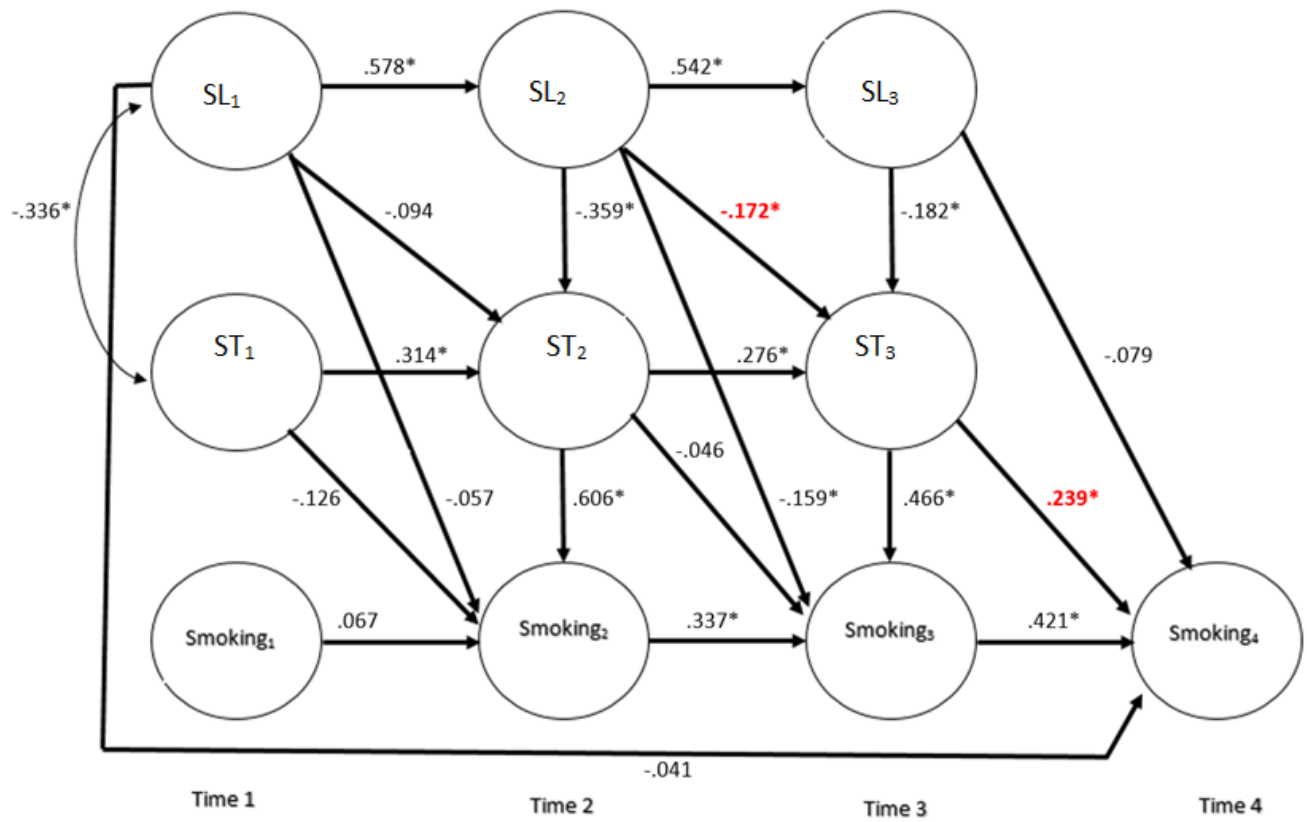 .578*
.542*
SL₁
SL₂
SL₃
-.336*
-.094
-.359*
-.172*
-.182*
ST₁
ST₂
ST₃
.314*
.276*
-.079
-.046
-.126
-.057
.606*
-.159*
.466*
.239*
Smoking₁
.067
Smoking₂
.337*
Smoking₃
.421*
Smoking₄
-.041
Time 1
Time 2
Time 3
Time 4